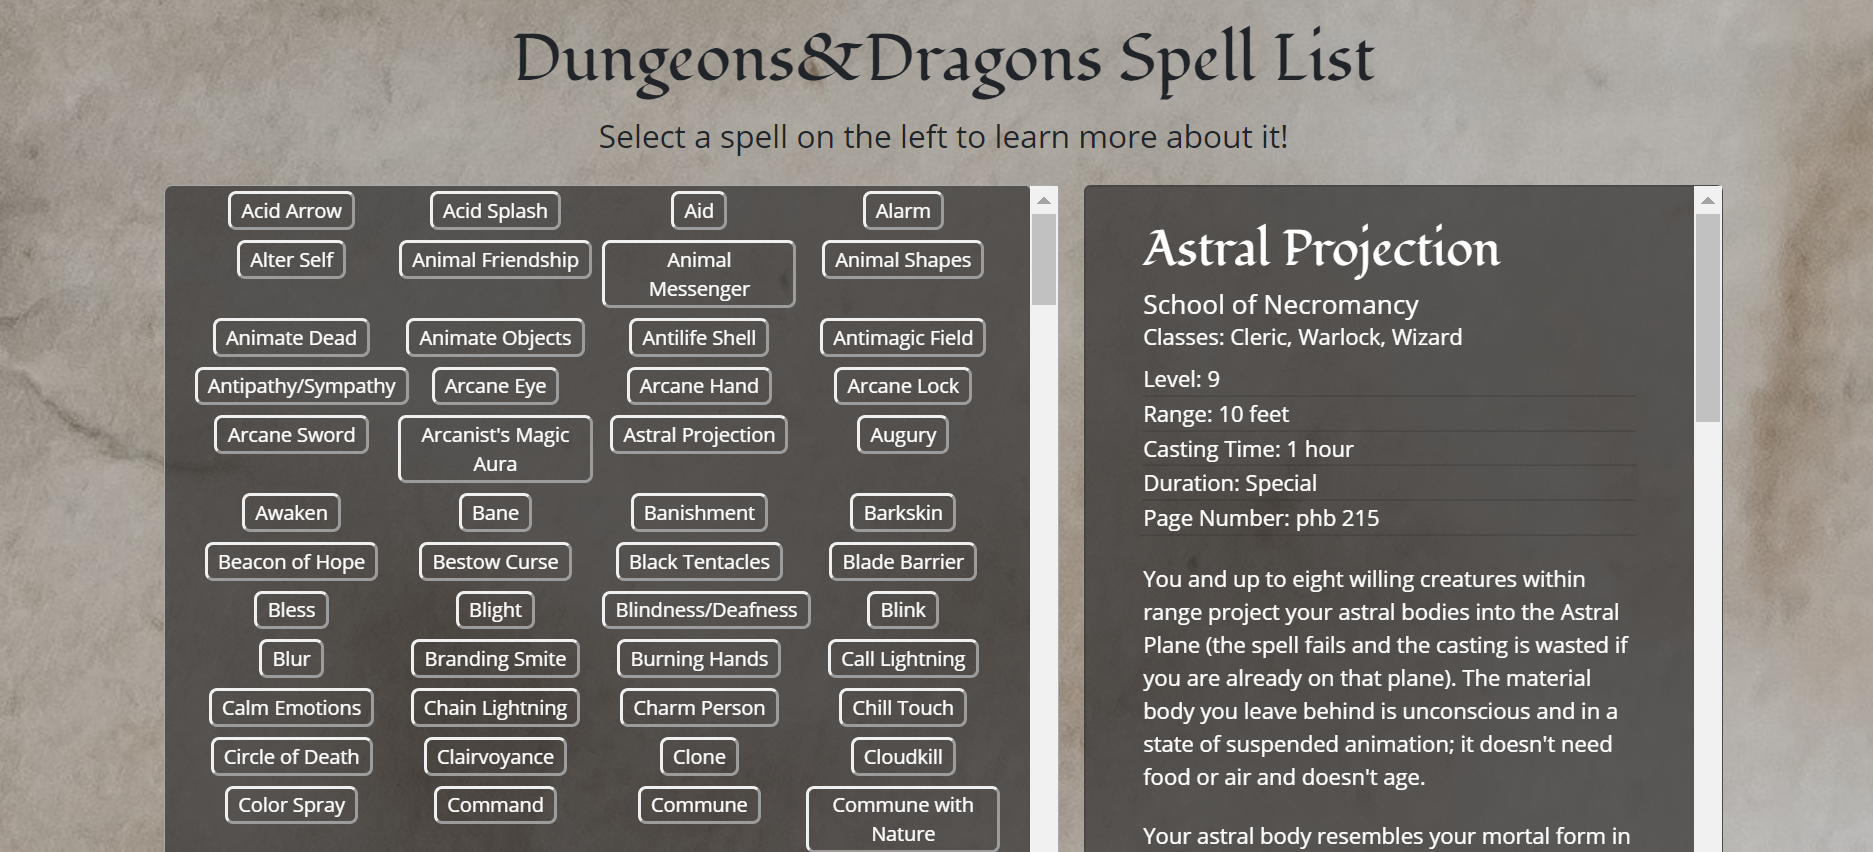 Dungeons&Dragons Spell List
Select a spell on the left to learn more about it!
Acid Arrow
Acid Splash
Aid
Alarm
Alter Self
Animal Friendship
Animal
Messenger
Animal Shapes
Animate Dead
Animate Objects
Antilife Shell
Antimagic Field
Antipathy/Sympathy
Arcane Eye
Arcane Hand
Arcane Lock
Arcane Sword
Arcanist's Magic
Aura
Astral Projection
Augury
Awaken
Bane
Banishment
Barkskin
Beacon of Hope
Bestow Curse
Black Tentacles
Blade Barrier
Bless
Blight
Blindness/Deafness
Blink
Blur
Branding Smite
Burning Hands
Call Lightning
Calm Emotions
Chain Lightning
Charm Person
Chill Touch
Circle of Death
Clairvoyance
Clone
Cloudkill
Color Spray
Command
Commune
Commune with
Nature
Astral Projection
School of Necromancy
Classes: Cleric, Warlock, Wizard
Level: 9
Range: 10 feet
Casting Time: 1 hour
Duration: Special
Page Number: phb 215
You and up to eight willing creatures within
range project your astral bodies into the Astral
Plane (the spell fails and the casting is wasted if
you are already on that plane). The material
body you leave behind is unconscious and in a
state of suspended animation; it doesn't need
food or air and doesn't age.
Your astral body resembles your mortal form in